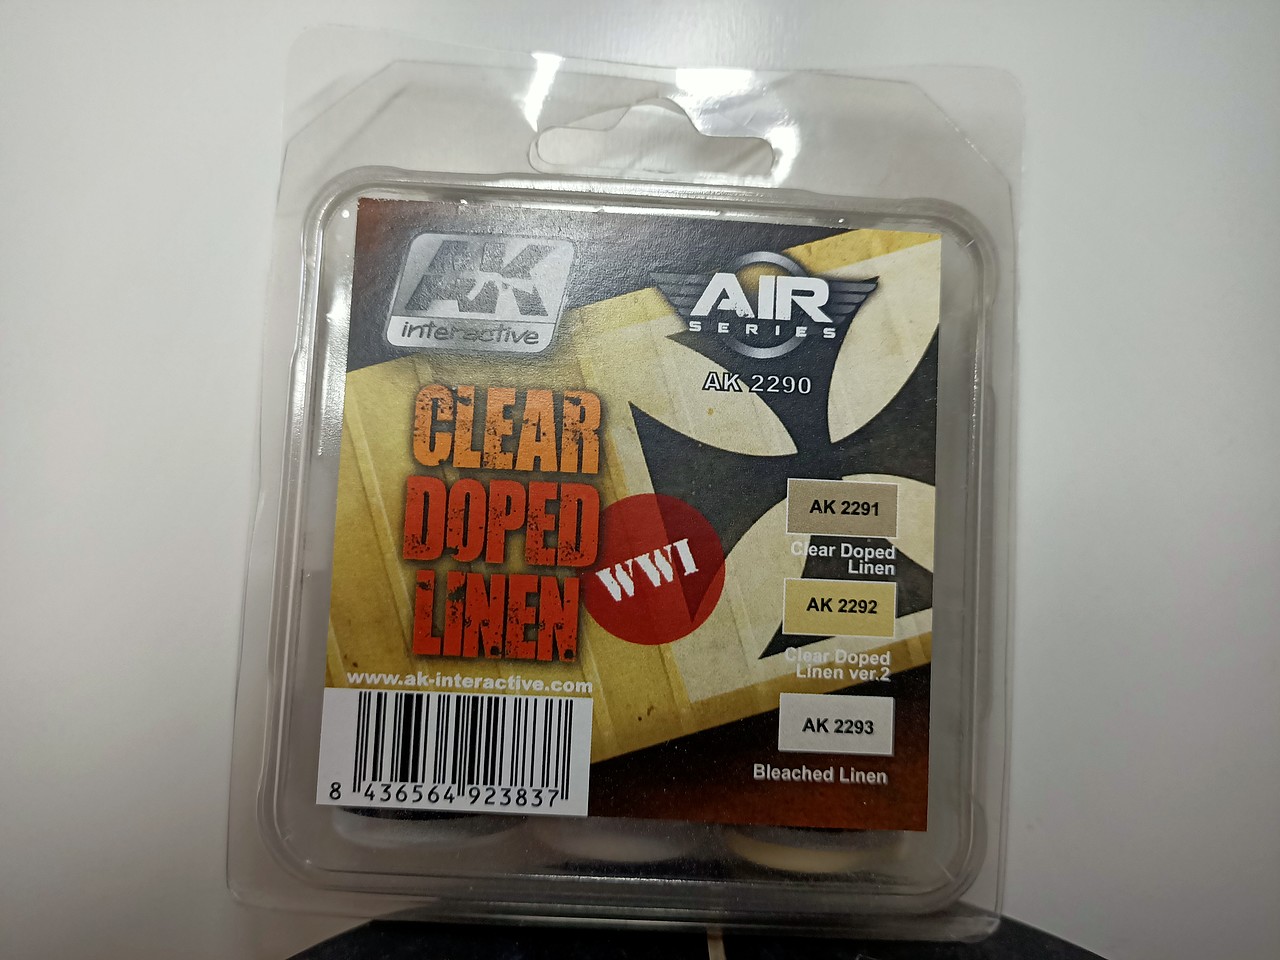 AK
interactive
AIR
SERIES
AK 2290
CLEAR
DOPED
LINEN
WWI
AK 2291
Clear Doped
Linen
AK 2292
Clear Doped
Linen ver.2
AK 2293
Bleached Linen
www.ak-interactive.com
8 436564 923837